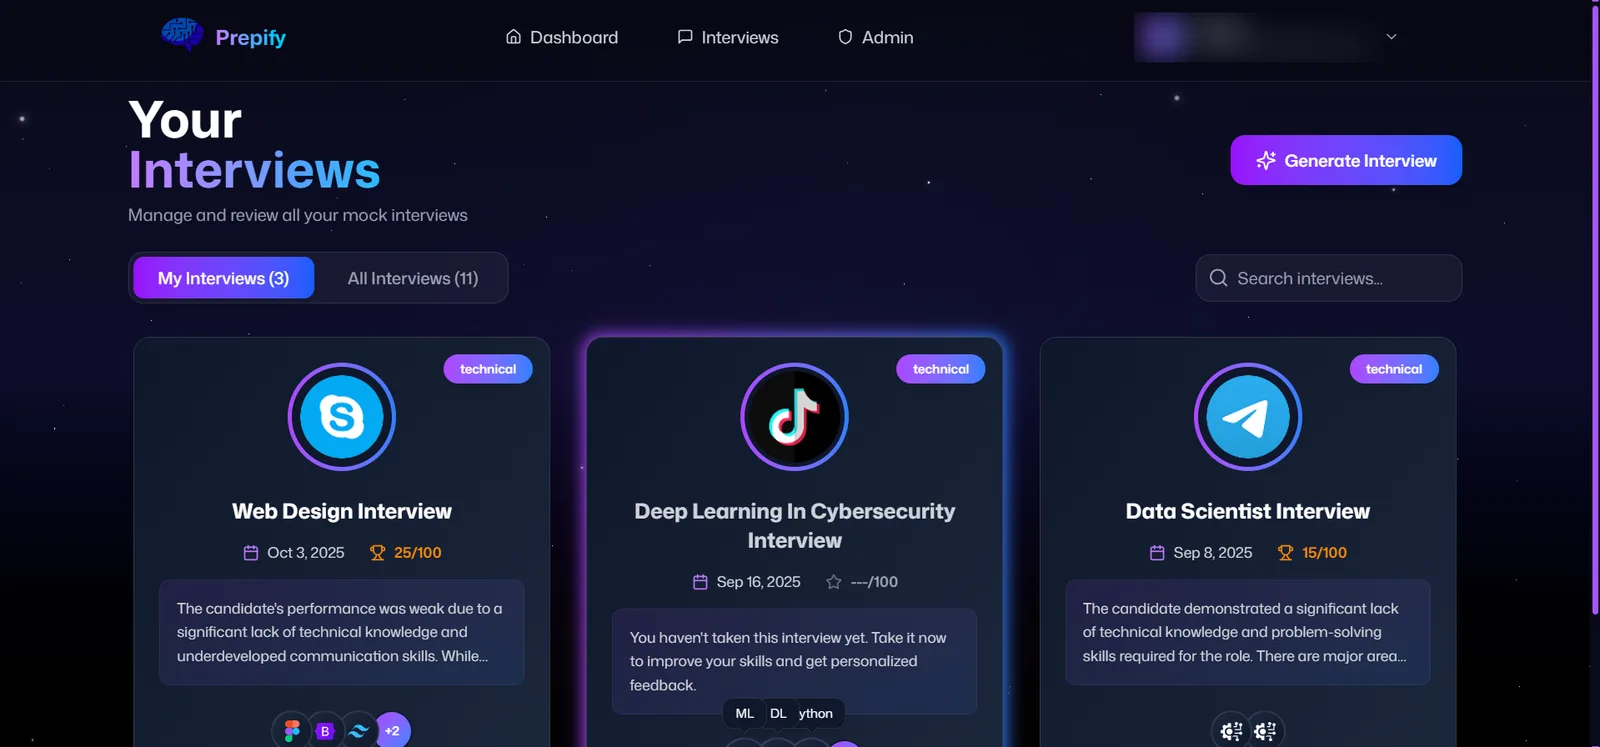 Prepify
Dashboard
Interviews
Admin
Your
Interviews
Manage and review all your mock interviews
Generate Interview
My Interviews (3)
All Interviews (11)
Search interviews...
technical
Web Design Interview
Oct 3, 2025
25/100
The candidate's performance was weak due to a
significant lack of technical knowledge and
underdeveloped communication skills. While...
B
+2
technical
Deep Learning In Cybersecurity
Interview
Sep 16, 2025
---/100
You haven't taken this interview yet. Take it now
to improve your skills and get personalized
feedback.
ML
DL
ython
technical
Data Scientist Interview
Sep 8, 2025
15/100
The candidate demonstrated a significant lack
of technical knowledge and problem-solving
skills required for the role. There are major area...